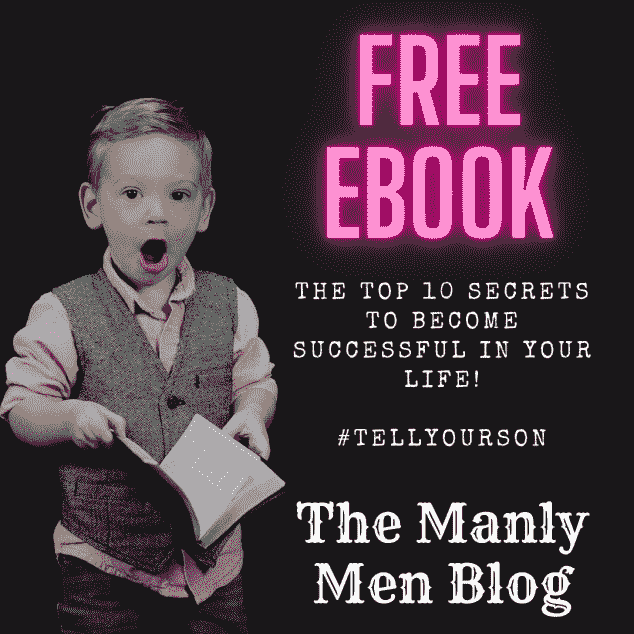 FREE
EBOOK
THE TOP 10 SECRETS
TO BECOME
SUCCESSFUL IN YOUR
LIFE!
#TELLYOURSON
The Manly
Men Blog